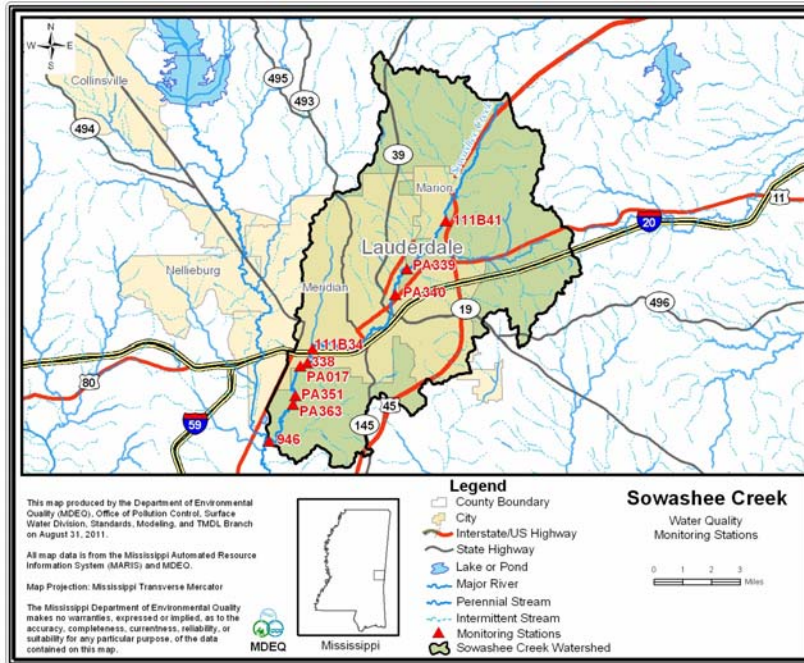 N
W E
S
Collinsville
495
493
494
39
Sowashee Creek
Marion
111B41
11
20
Lauderdale
PA339
Nellieburg
Meridian
PA340
19
496
111B34
338
PA017
80
PA351
45
PA363
59
145
946
This map produced by the Department of Environmental
Quality (MDEQ), Office of Pollution Control, Surface
Water Division, Standards, Modeling, and TMDL Branch
on August 31, 2011.
All map data is from the Mississippi Automated Resource
Information System (MARIS) and MDEQ.
Map Projection: Mississippi Transverse Mercator
The Mississippi Department of Environmental Quality
makes no warranties, expressed or implied, as to the
accuracy, completeness, currentness, reliability, or
suitability for any particular purpose, of the data
contained on this map.
MDEQ
Mississippi
Legend
County Boundary
City
Interstate/US Highway
State Highway
Lake or Pond
Major River
Perennial Stream
Intermittent Stream
Monitoring Stations
Sowashee Creek Watershed
Sowashee Creek
Water Quality
Monitoring Stations
0 1 2 3
Miles